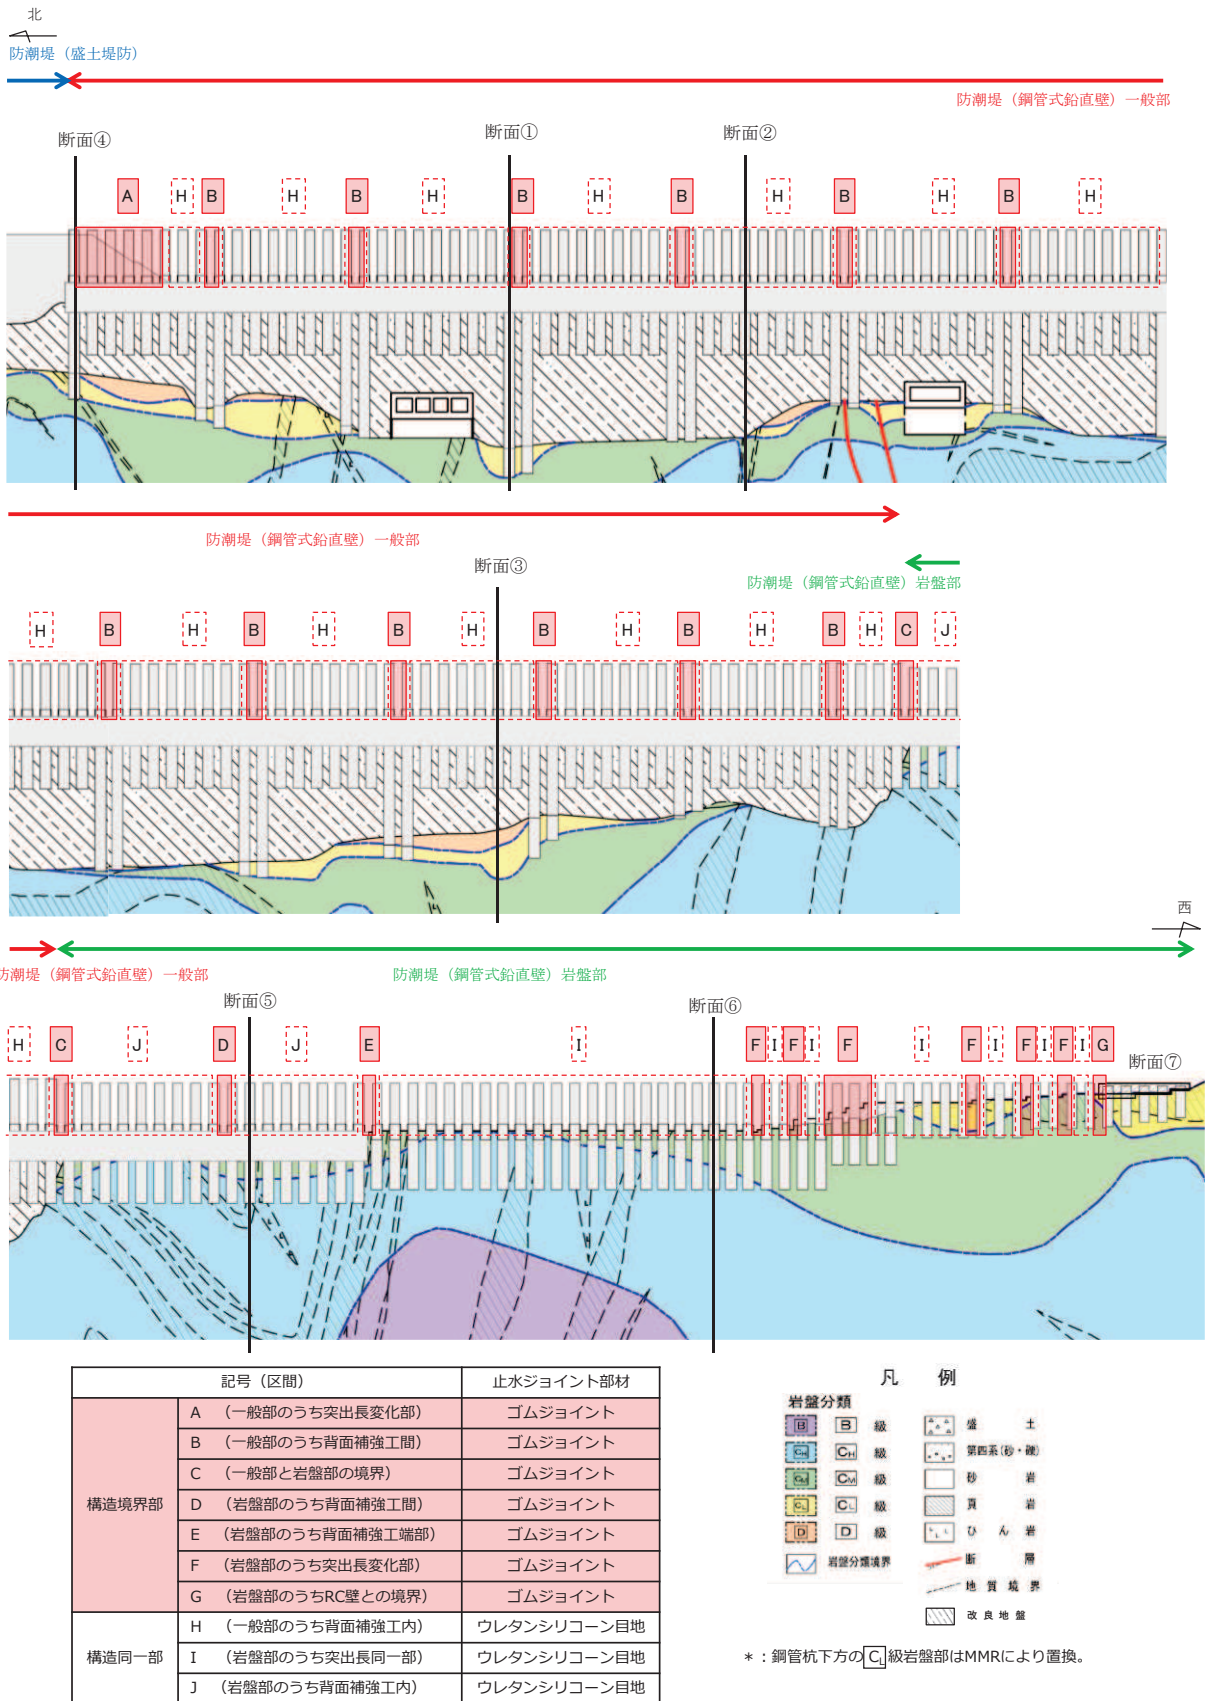 北
防潮堤（盛土堤防）
防潮堤（鋼管式鉛直壁）一般部
断面④
断面①
断面②
A H B H B H B H B H B H B H
防潮堤（鋼管式鉛直壁）一般部
断面③
防潮堤（鋼管式鉛直壁）岩盤部
H B H B H B H B H B H B H C J
西
防潮堤（鋼管式鉛直壁）一般部
防潮堤（鋼管式鉛直壁）岩盤部
断面⑤
断面⑥
H C J D J E I F I F I F I F I F I F I G
断面⑦
記号（区間） 止水ジョイント部材
構造境界部
A （一般部のうち突出長変化部） ゴムジョイント
B （一般部のうち背面補強工間） ゴムジョイント
C （一般部と岩盤部の境界） ゴムジョイント
D （岩盤部のうち背面補強工間） ゴムジョイント
E （岩盤部のうち背面補強工端部） ゴムジョイント
F （岩盤部のうち突出長変化部） ゴムジョイント
G （岩盤部のうちRC壁との境界） ゴムジョイント
構造同一部
H （一般部のうち背面補強工内） ウレタンシリコーン目地
I （岩盤部のうち突出長同一部） ウレタンシリコーン目地
J （岩盤部のうち背面補強工内） ウレタンシリコーン目地
凡 例
岩盤分類
B B 級
CH CH 級
CM CM 級
CL CL 級
D D 級
岩盤分類境界
盛 土
第四系(砂・礫)
砂 岩
頁 岩
ひ ん 岩
断 層
地 質 境 界
改 良 地 盤
＊：鋼管杭下方のCL級岩盤部はMMRにより置換。